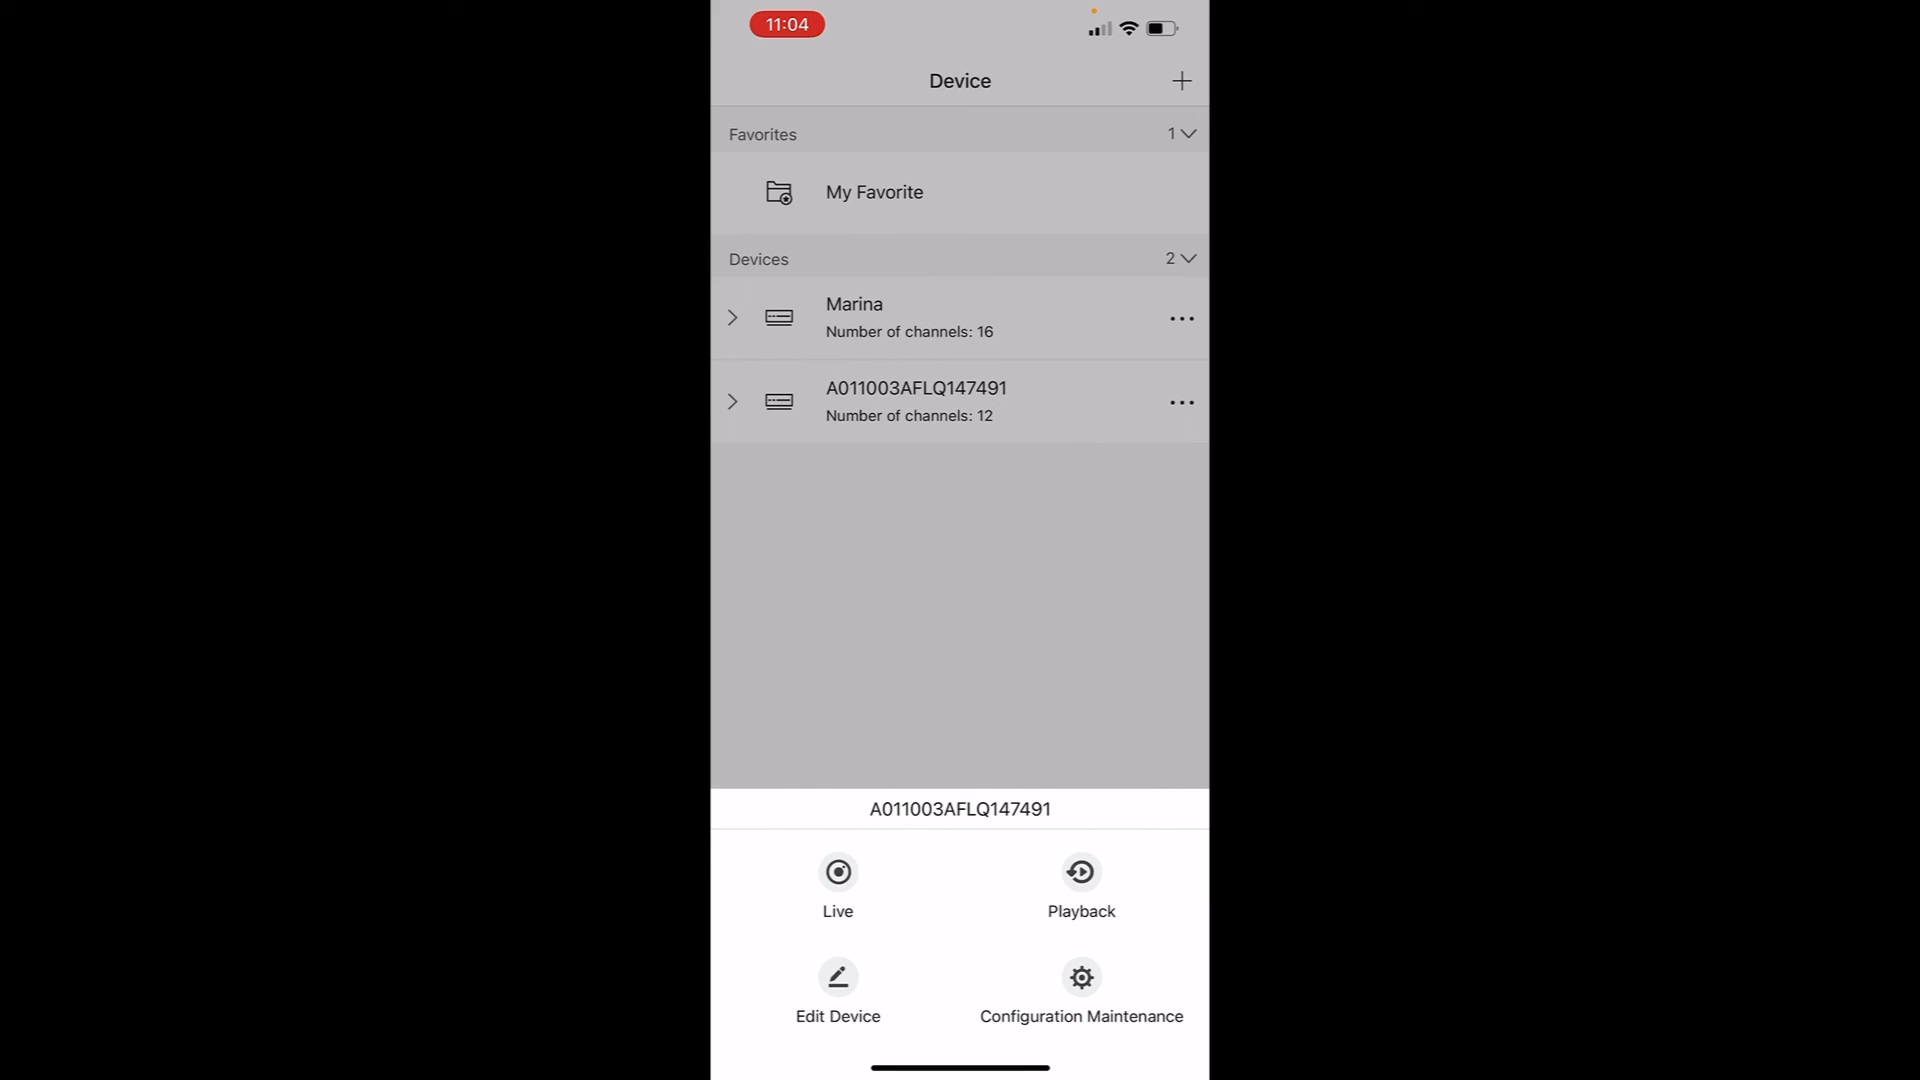 11:04
Device
Favorites 1
My Favorite
Devices 2
Marina
Number of channels: 16
A011003AFLQ147491
Number of channels: 12
A011003AFLQ147491
Live Playback
Edit Device Configuration Maintenance